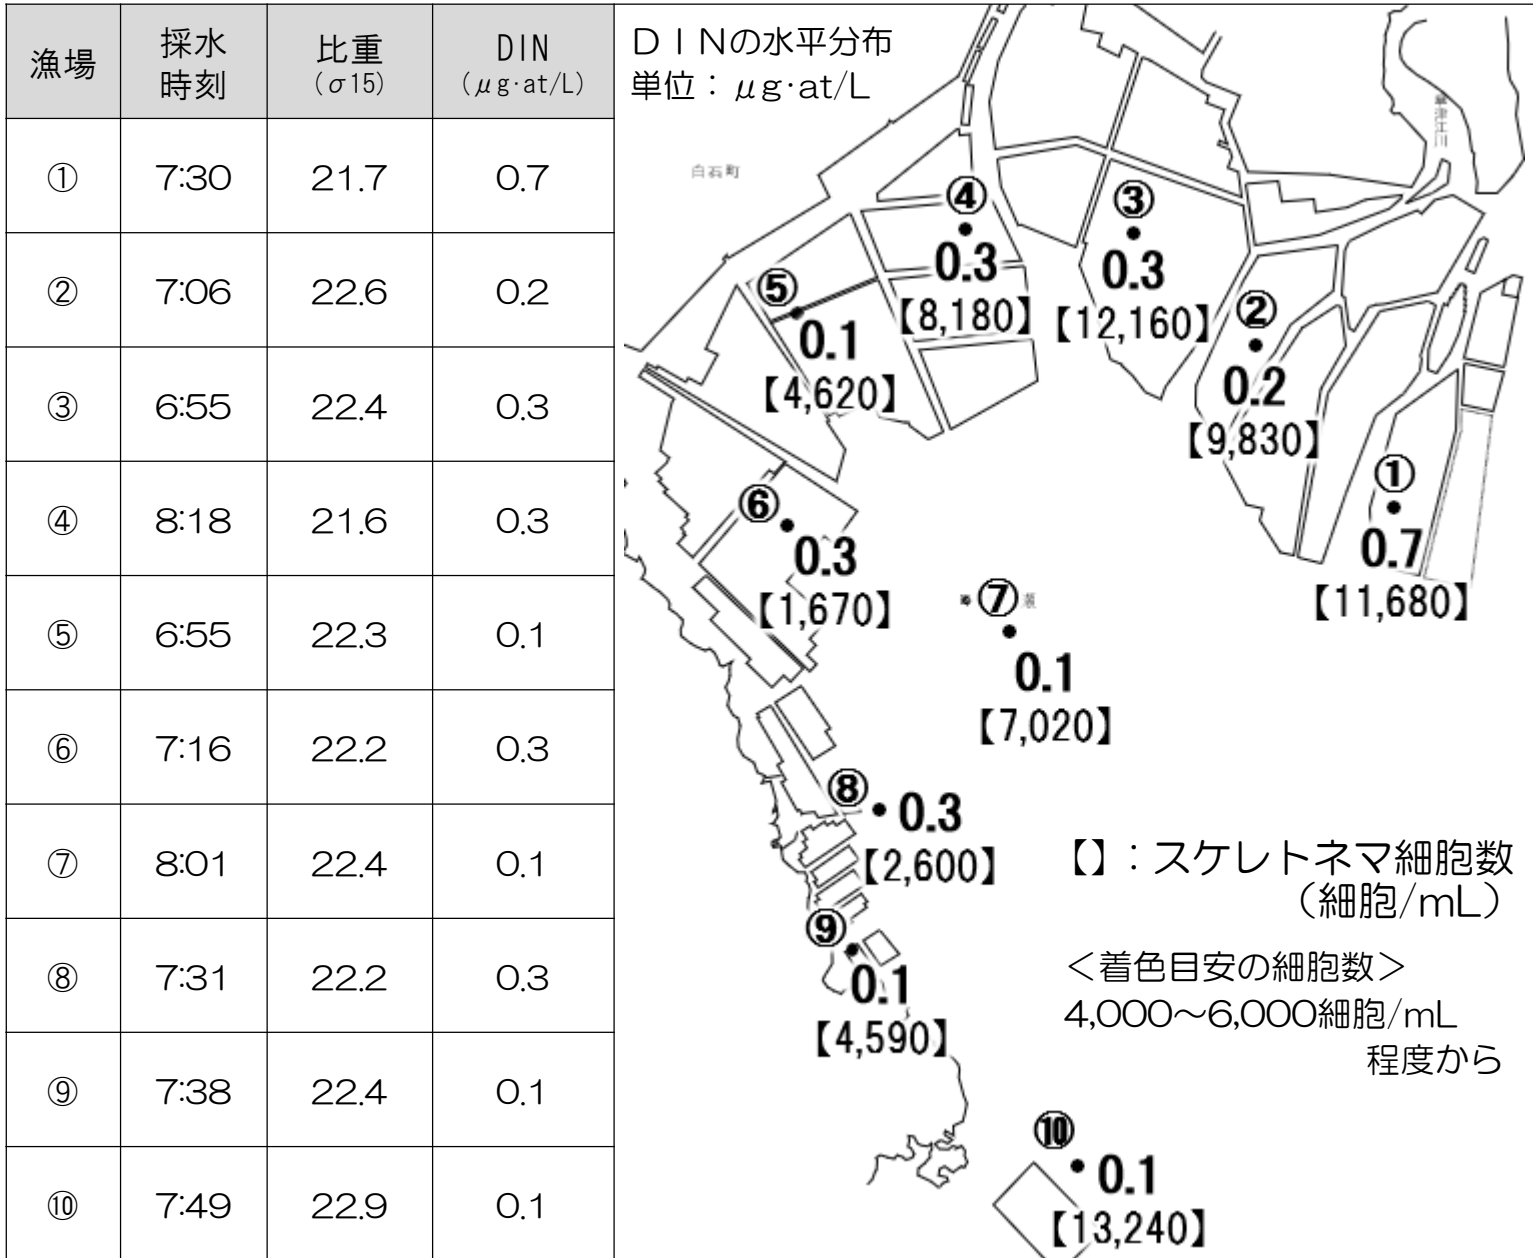 漁場 採水時刻 比重(σ15) DIN(μg·at/L)
① 7:30 21.7 0.7
② 7:06 22.6 0.2
③ 6:55 22.4 0.3
④ 8:18 21.6 0.3
⑤ 6:55 22.3 0.1
⑥ 7:16 22.2 0.3
⑦ 8:01 22.4 0.1
⑧ 7:31 22.2 0.3
⑨ 7:38 22.4 0.1
⑩ 7:49 22.9 0.1
DINの水平分布
単位：μg·at/L
白石町
④
0.3
【8,180】
③
0.3
【12,160】
⑤
0.1
【4,620】
②
0.2
【9,830】
①
0.7
【11,680】
⑥
0.3
【1,670】
⑦
0.1
【7,020】
⑧
0.3
【2,600】
⑨
0.1
【4,590】
⑩
0.1
【13,240】
【】：スケレトネマ細胞数
（細胞/mL）
＜着色目安の細胞数＞
4,000～6,000細胞/mL
程度から